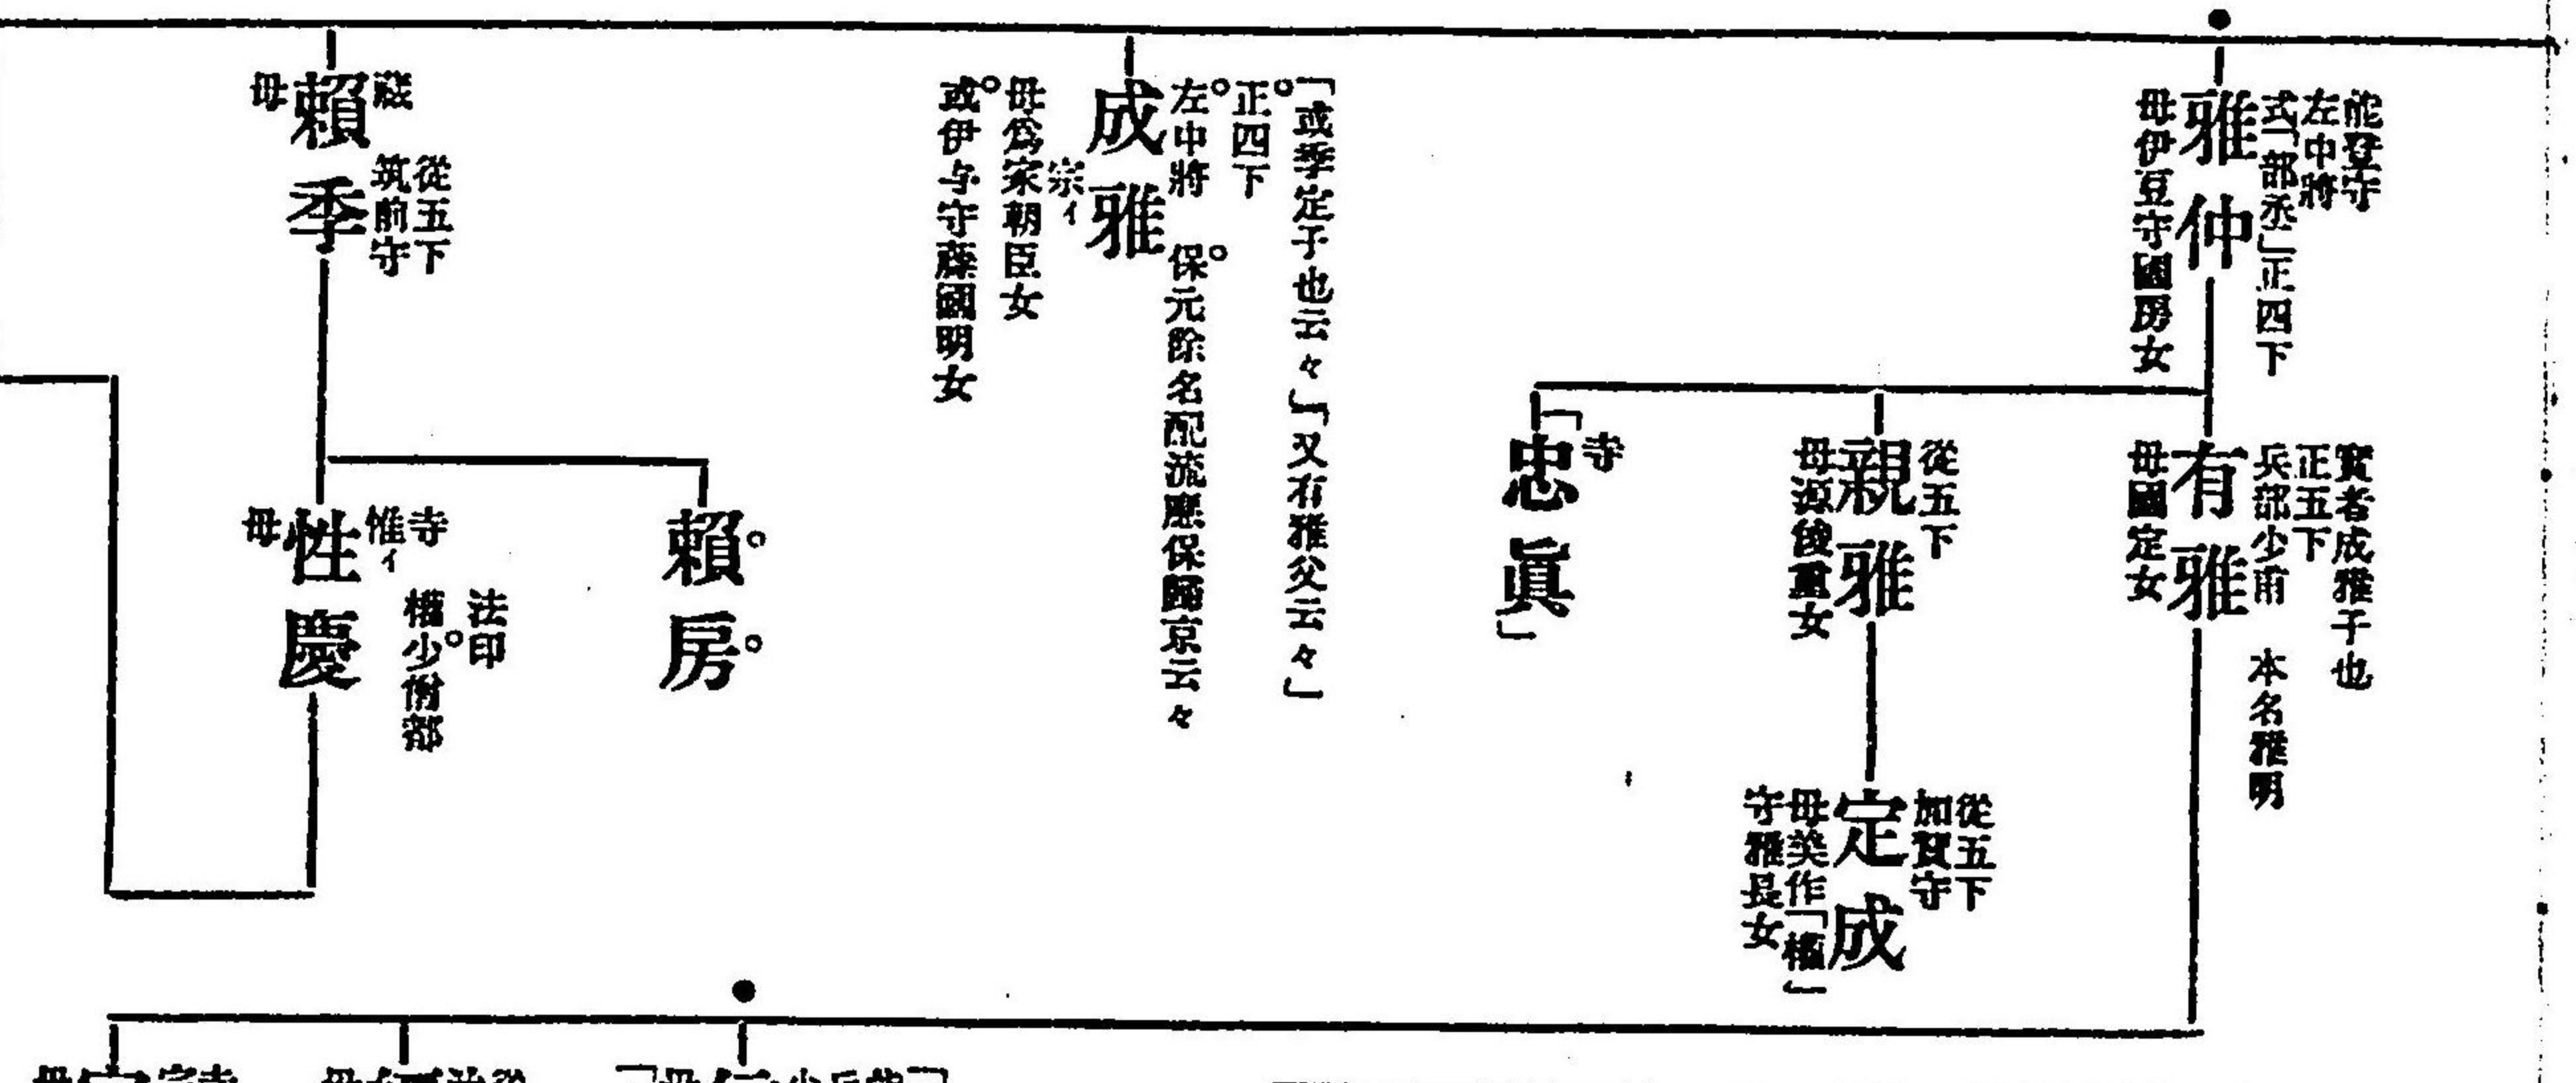 能登守
左中將
式「部丞」正四下
雅仲
母伊豆守國房女
實者成雅子也
正五下
兵部少甫 本名雅明
有雅
母國定女
從五下
親雅
母源俊重女
從五下
加賀守
定成
母美作「權」
守雅長女
寺
「忠眞」
「或季定子也云々」「又有雅父云々」
正四下
左中將 保元除名配流應保歸京云々
成雅
宗イ
母爲家朝臣女
或伊与守藤國明女
藏
從五下
筑前守
賴季
母
賴房
寺
法印
惟イ
權少僧都
性慶
母